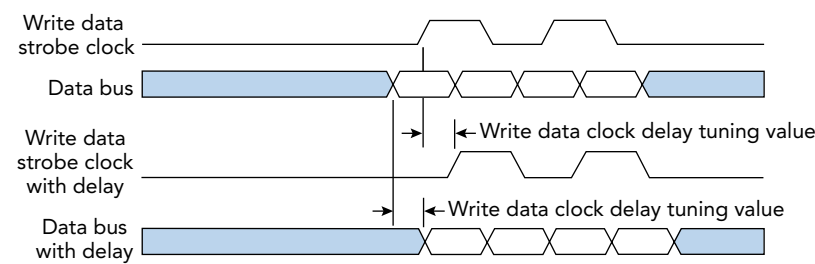 Write data
strobe clock
Data bus
Write data clock delay tuning value
Write data
strobe clock
with delay
Write data clock delay tuning value
Data bus
with delay